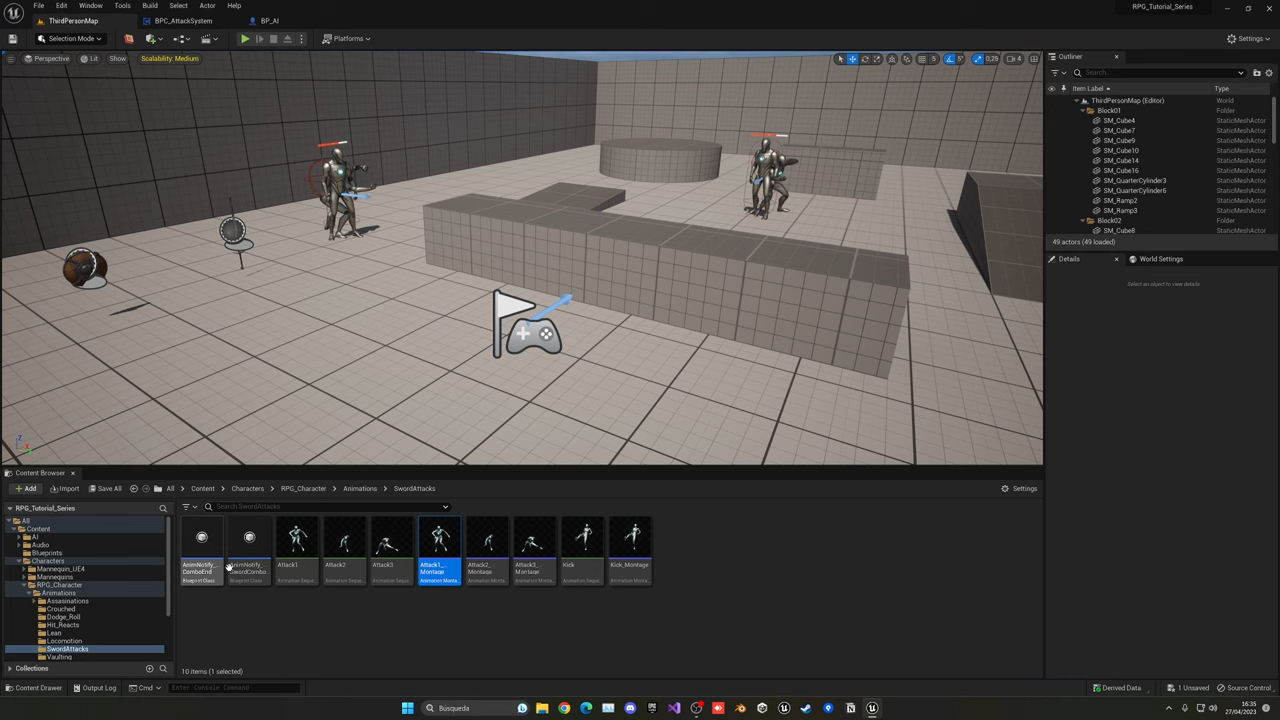 File Edit Window Tools Build Select Actor Help
RPG_Tutorial_Series
ThirdPersonMap BPC_AttackSystem BP_AI
Selection Mode Platforms Settings
Perspective Lit Show Scalability: Medium 5 5° 0,25 4
Outliner
Search...
Item Label Type
ThirdPersonMap (Editor) World
Block01 Folder
SM_Cube4 StaticMeshActor
SM_Cube7 StaticMeshActor
SM_Cube9 StaticMeshActor
SM_Cube10 StaticMeshActor
SM_Cube14 StaticMeshActor
SM_Cube16 StaticMeshActor
SM_QuarterCylinder3 StaticMeshActor
SM_QuarterCylinder6 StaticMeshActor
SM_Ramp2 StaticMeshActor
SM_Ramp3 StaticMeshActor
Block02 Folder
SM_Cube8 StaticMeshActor
49 actors (49 loaded)
Details World Settings
Select an object to view details
Z
X
Content Browser
Add Import Save All All > Content > Characters > RPG_Character > Animations > SwordAttacks Settings
RPG_Tutorial_Series
Search SwordAttacks
All
Content
AI
Audio
Blueprints
Characters
Mannequin_UE4
Mannequins
RPG_Character
Animations
Assasinations
Crouched
Dodge_Roll
Hit_Reacts
Lean
Locomotion
SwordAttacks
Vaulting
AnimNotify_ComboEnd Blueprint Class
AnimNotify_SwordCombo... Blueprint Class
Attack1 Animation Seque...
Attack2 Animation Seque...
Attack3 Animation Seque...
Attack1_Montage Animation Monta...
Attack2_Montage Animation Monta...
Attack3_Montage Animation Monta...
Kick Animation Seque...
Kick_Montage Animation Monta...
10 items (1 selected)
Collections
Content Drawer Output Log Cmd Enter Console Command Derived Data 1 Unsaved Source Control
Búsqueda
16:35
27/04/2023